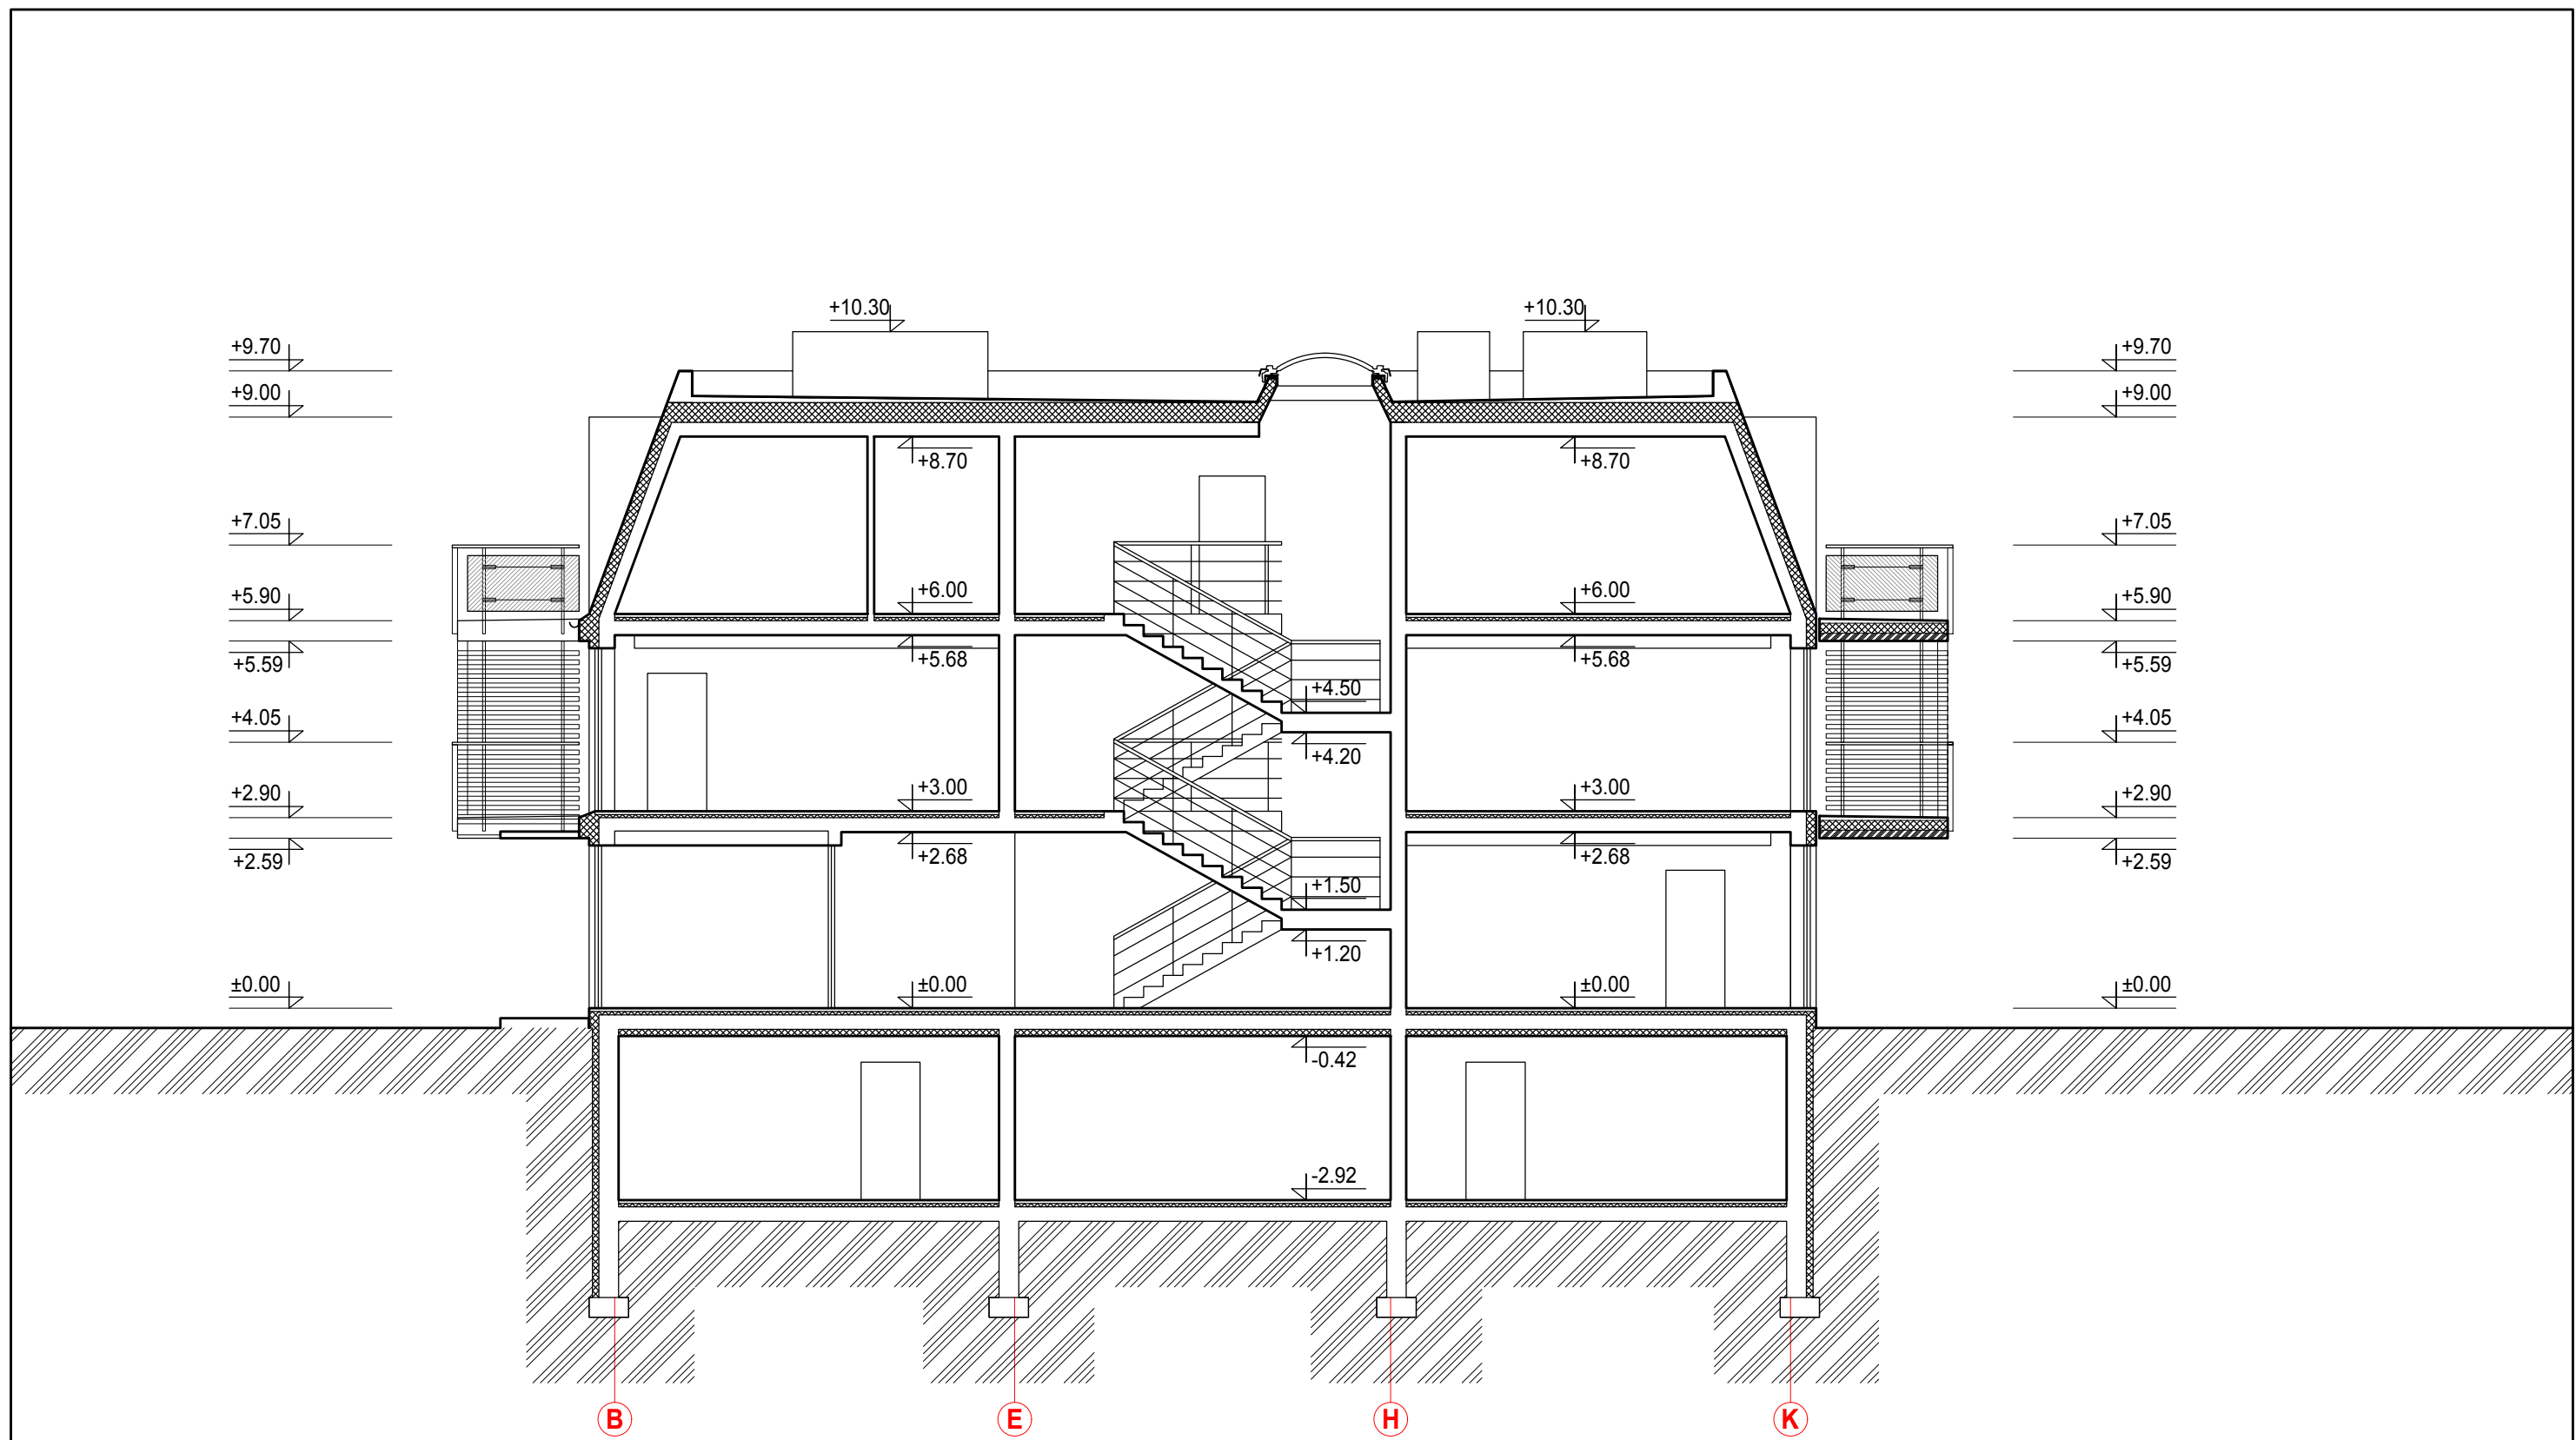 +10.30 +10.30
+9.70 +9.70
+9.00 +9.00
+8.70 +8.70
+7.05 +7.05
+5.90 +6.00 +6.00 +5.90
+5.59 +5.68 +5.68 +5.59
+4.50
+4.05 +4.05
+4.20
+2.90 +3.00 +3.00 +2.90
+2.59 +2.68 +2.68 +2.59
+1.50
+1.20
±0.00 ±0.00 ±0.00 ±0.00
-0.42
-2.92
B E H K